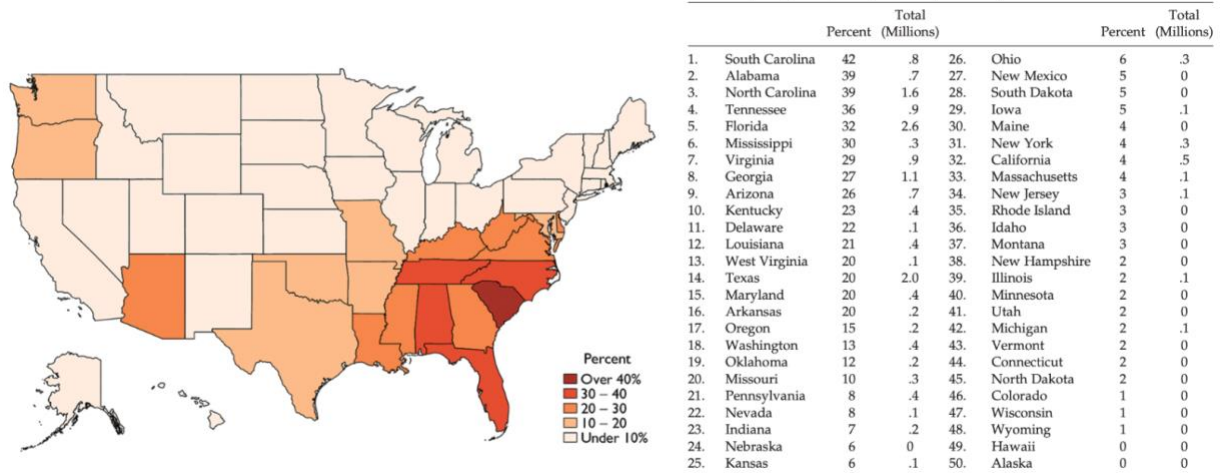 Percent
Over 40%
30 – 40
20 – 30
10 – 20
Under 10%
Total Total
Percent (Millions) Percent (Millions)
1. South Carolina 42 .8 26. Ohio 6 .3
2. Alabama 39 .7 27. New Mexico 5 0
3. North Carolina 39 1.6 28. South Dakota 5 0
4. Tennessee 36 .9 29. Iowa 5 .1
5. Florida 32 2.6 30. Maine 4 0
6. Mississippi 30 .3 31. New York 4 .3
7. Virginia 29 .9 32. California 4 .5
8. Georgia 27 1.1 33. Massachusetts 4 .1
9. Arizona 26 .7 34. New Jersey 3 .1
10. Kentucky 23 .4 35. Rhode Island 3 0
11. Delaware 22 .1 36. Idaho 3 0
12. Louisiana 21 .4 37. Montana 3 0
13. West Virginia 20 .1 38. New Hampshire 2 0
14. Texas 20 2.0 39. Illinois 2 .1
15. Maryland 20 .4 40. Minnesota 2 0
16. Arkansas 20 .2 41. Utah 2 0
17. Oregon 15 .2 42. Michigan 2 .1
18. Washington 13 .4 43. Vermont 2 0
19. Oklahoma 12 .2 44. Connecticut 2 0
20. Missouri 10 .3 45. North Dakota 2 0
21. Pennsylvania 8 .4 46. Colorado 1 0
22. Nevada 8 .1 47. Wisconsin 1 0
23. Indiana 7 .2 48. Wyoming 1 0
24. Nebraska 6 0 49. Hawaii 0 0
25. Kansas 6 .1 50. Alaska 0 0